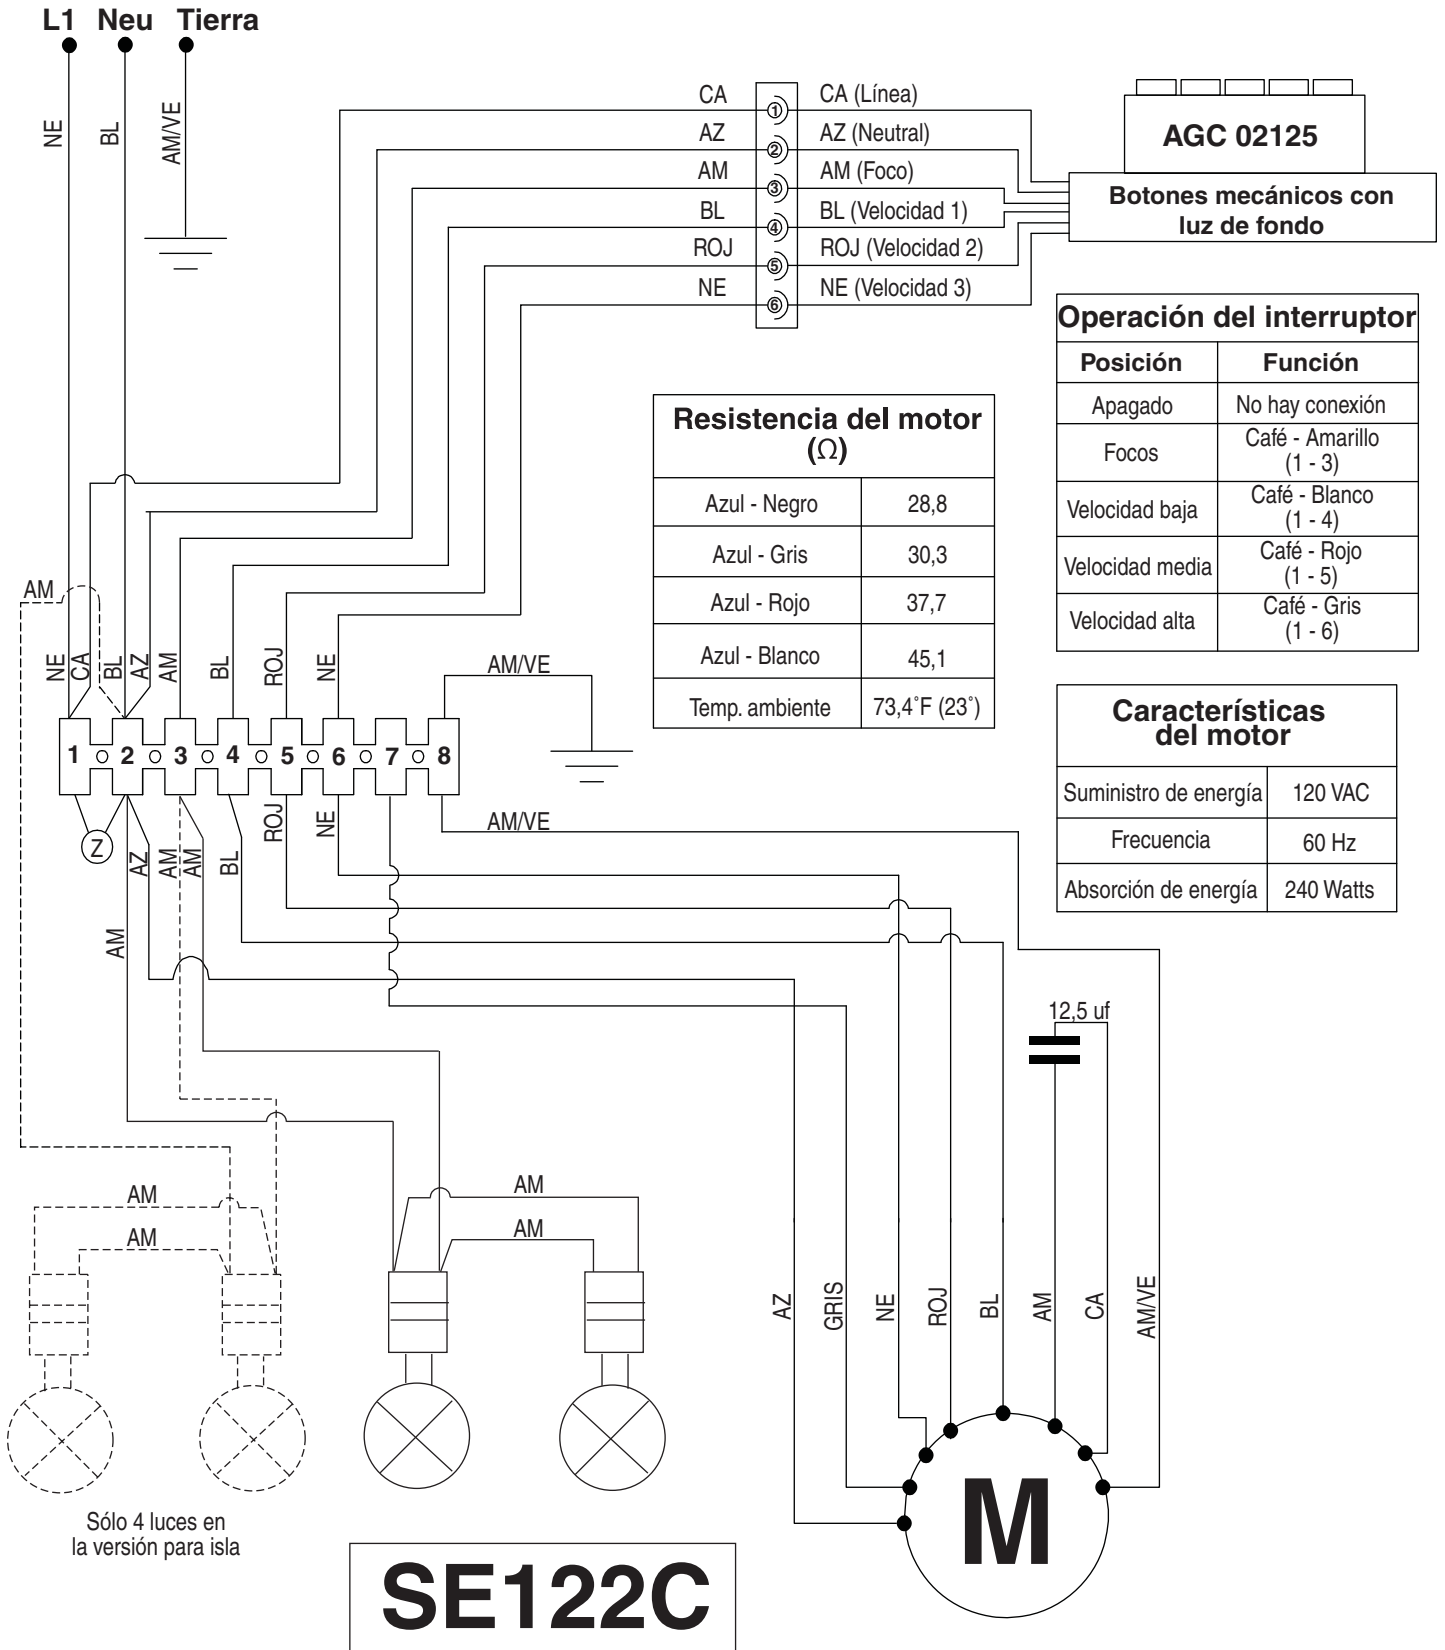 L1 Neu Tierra
NE
BL
AM/VE
CA
AZ
AM
BL
ROJ
NE
1
2
3
4
5
6
CA (Línea)
AZ (Neutral)
AM (Foco)
BL (Velocidad 1)
ROJ (Velocidad 2)
NE (Velocidad 3)
AGC 02125
Botones mecánicos con
luz de fondo
Operación del interruptor
Posición Función
Apagado No hay conexión
Focos Café - Amarillo
(1 - 3)
Velocidad baja Café - Blanco
(1 - 4)
Velocidad media Café - Rojo
(1 - 5)
Velocidad alta Café - Gris
(1 - 6)
Resistencia del motor
(Ω)
Azul - Negro 28,8
Azul - Gris 30,3
Azul - Rojo 37,7
Azul - Blanco 45,1
Temp. ambiente 73,4˚F (23˚)
Características
del motor
Suministro de energía 120 VAC
Frecuencia 60 Hz
Absorción de energía 240 Watts
AM
NE
CA
BL
AZ
AM
BL
ROJ
NE
AM/VE
1 2 3 4 5 6 7 8
Z
AZ
AM
AM
BL
ROJ
NE
AM/VE
AM
12,5 uf
AM
AM
AM
AM
AZ
GRIS
NE
ROJ
BL
AM
CA
AM/VE
M
Sólo 4 luces en
la versión para isla
SE122C